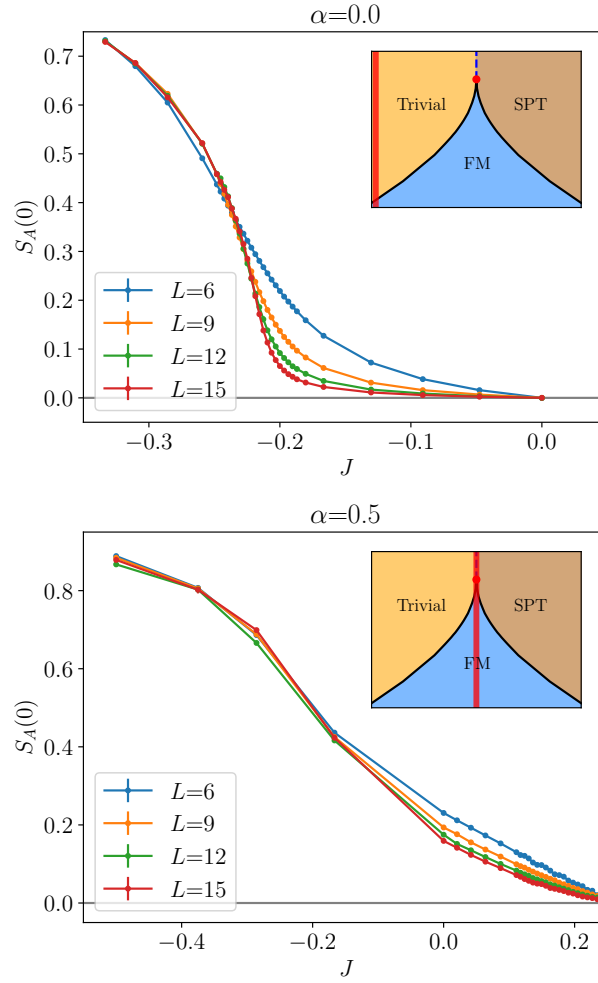 α=0.0
S_A(0)
0.7
0.6
0.5
0.4
0.3
0.2
0.1
0.0
Trivial
SPT
FM
L=6
L=9
L=12
L=15
−0.3
−0.2
−0.1
0.0
J
α=0.5
S_A(0)
0.8
0.6
0.4
0.2
0.0
Trivial
SPT
FM
L=6
L=9
L=12
L=15
−0.4
−0.2
0.0
0.2
J